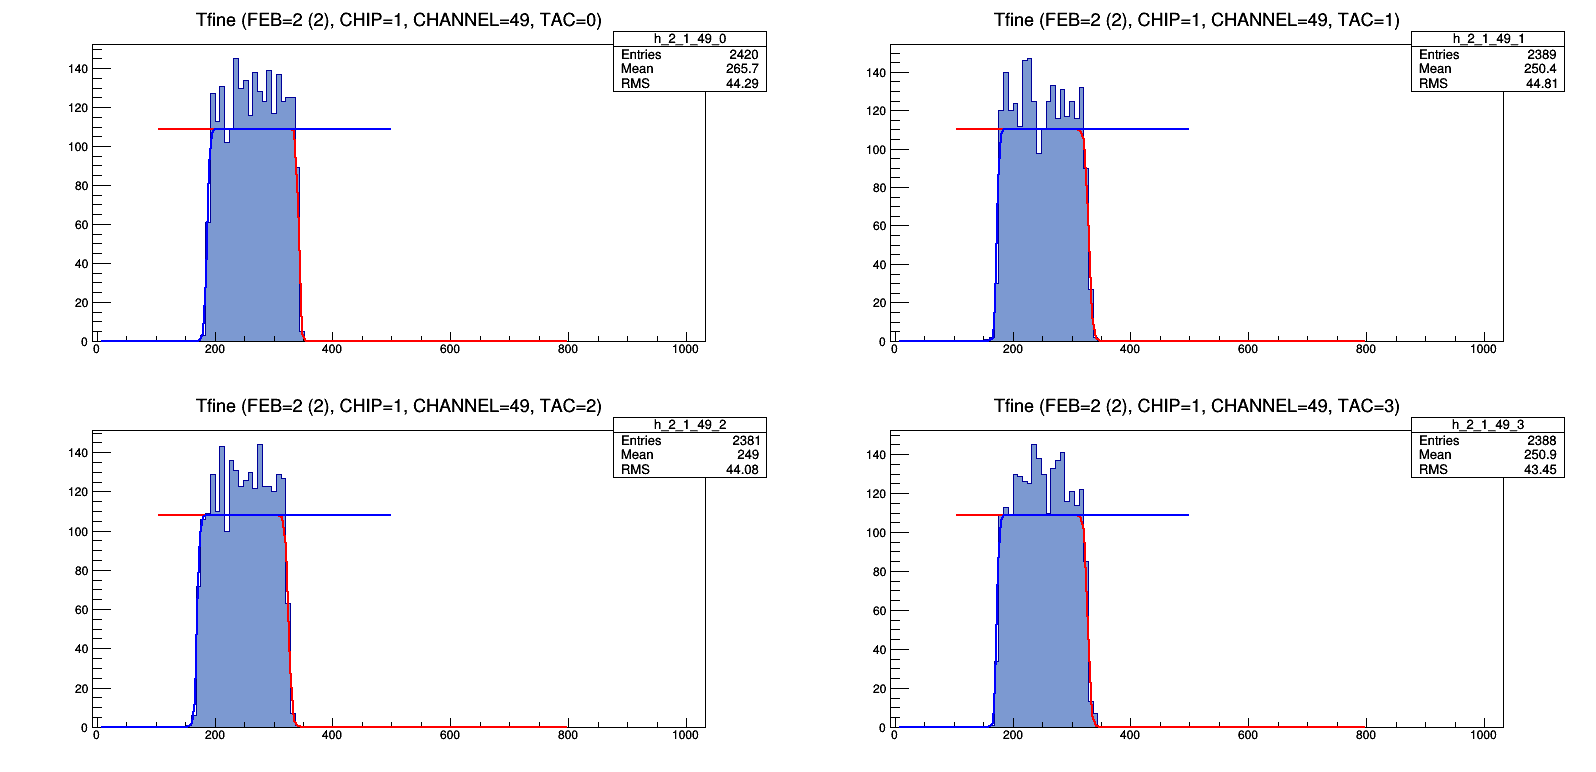 Tfine (FEB=2 (2), CHIP=1, CHANNEL=49, TAC=0)
h_2_1_49_0
Entries 2420
Mean 265.7
RMS 44.29
140
120
100
80
60
40
20
0
0 200 400 600 800 1000
Tfine (FEB=2 (2), CHIP=1, CHANNEL=49, TAC=1)
h_2_1_49_1
Entries 2389
Mean 250.4
RMS 44.81
140
120
100
80
60
40
20
0
0 200 400 600 800 1000
Tfine (FEB=2 (2), CHIP=1, CHANNEL=49, TAC=2)
h_2_1_49_2
Entries 2381
Mean 249
RMS 44.08
140
120
100
80
60
40
20
0
0 200 400 600 800 1000
Tfine (FEB=2 (2), CHIP=1, CHANNEL=49, TAC=3)
h_2_1_49_3
Entries 2388
Mean 250.9
RMS 43.45
140
120
100
80
60
40
20
0
0 200 400 600 800 1000